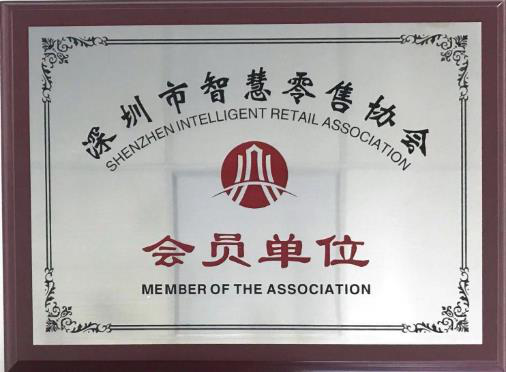 深圳市智慧零售协会
SHENZHEN INTELLIGENT RETAIL ASSOCIATION
会员单位
MEMBER OF THE ASSOCIATION